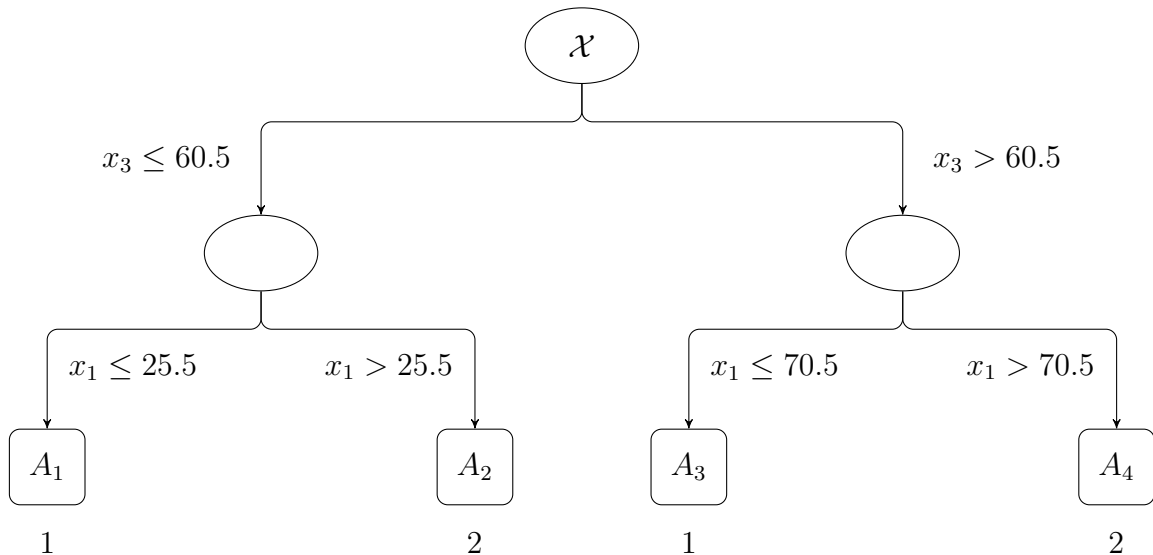 𝒳
x₃ ≤ 60.5
x₃ > 60.5
x₁ ≤ 25.5
x₁ > 25.5
x₁ ≤ 70.5
x₁ > 70.5
A₁
A₂
A₃
A₄
1
2
1
2